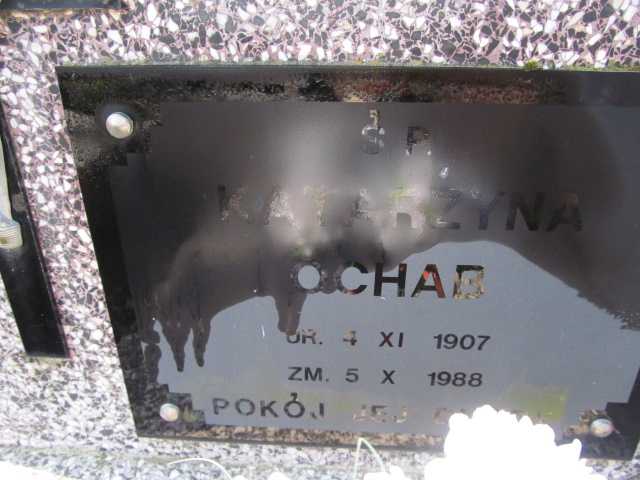 Ś P.
KATARZYNA
OCHAB
UR. 4 XI 1907
ZM. 5 X 1988
POKÓJ JEJ